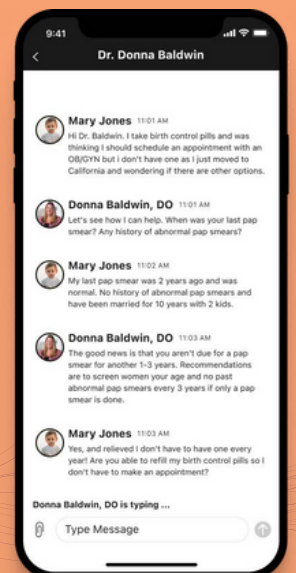 9:41
Dr. Donna Baldwin
Mary Jones 11:01 AM
Hi Dr. Baldwin. I take birth control pills and was
thinking I should schedule an appointment with an
OB/GYN but i don't have one as I just moved to
California and wondering if there are other options.
Donna Baldwin, DO 11:01 AM
Let's see how I can help. When was your last pap
smear? Any history of abnormal pap smears?
Mary Jones 11:02 AM
My last pap smear was 2 years ago and was
normal. No history of abnormal pap smears and
have been married for 10 years with 2 kids.
Donna Baldwin, DO 11:03 AM
The good news is that you aren't due for a pap
smear for another 1-3 years. Recommendations
are to screen women your age and no past
abnormal pap smears every 3 years if only a pap
smear is done.
Mary Jones 11:03 AM
Yes, and relieved I don't have to have one every
year! Are you able to refill my birth control pills so I
don't have to make an appointment?
Donna Baldwin, DO is typing ...
Type Message